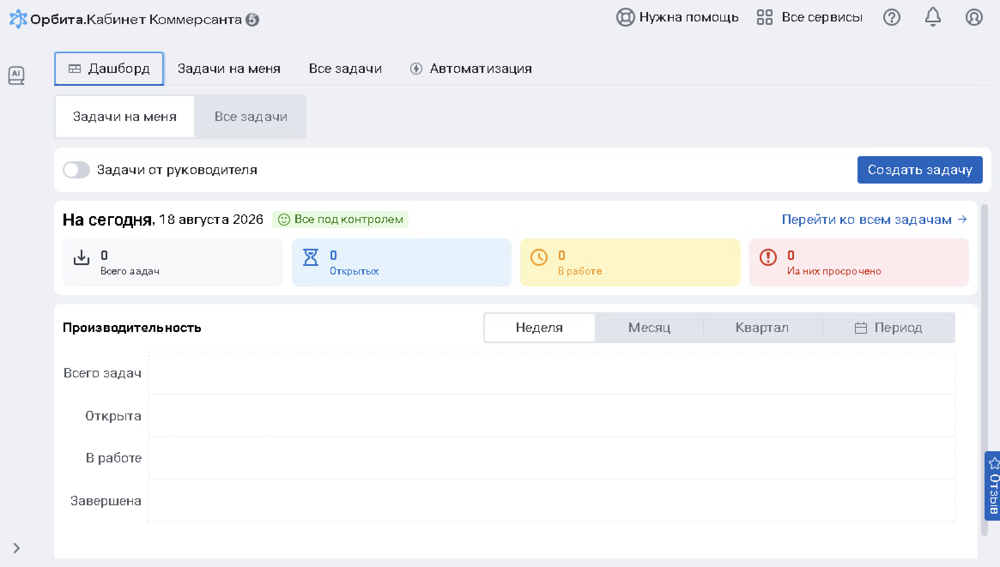 Орбита.Кабинет Коммерсанта 5
Нужна помощь
Все сервисы
AI
Дашборд
Задачи на меня
Все задачи
Автоматизация
Задачи на меня
Все задачи
Задачи от руководителя
Создать задачу
На сегодня, 18 августа 2026
Все под контролем
Перейти ко всем задачам →
0
Всего задач
0
Открытых
0
В работе
0
Из них просрочено
Производительность
Неделя
Месяц
Квартал
Период
Всего задач
Открыта
В работе
Завершена
Отзыв